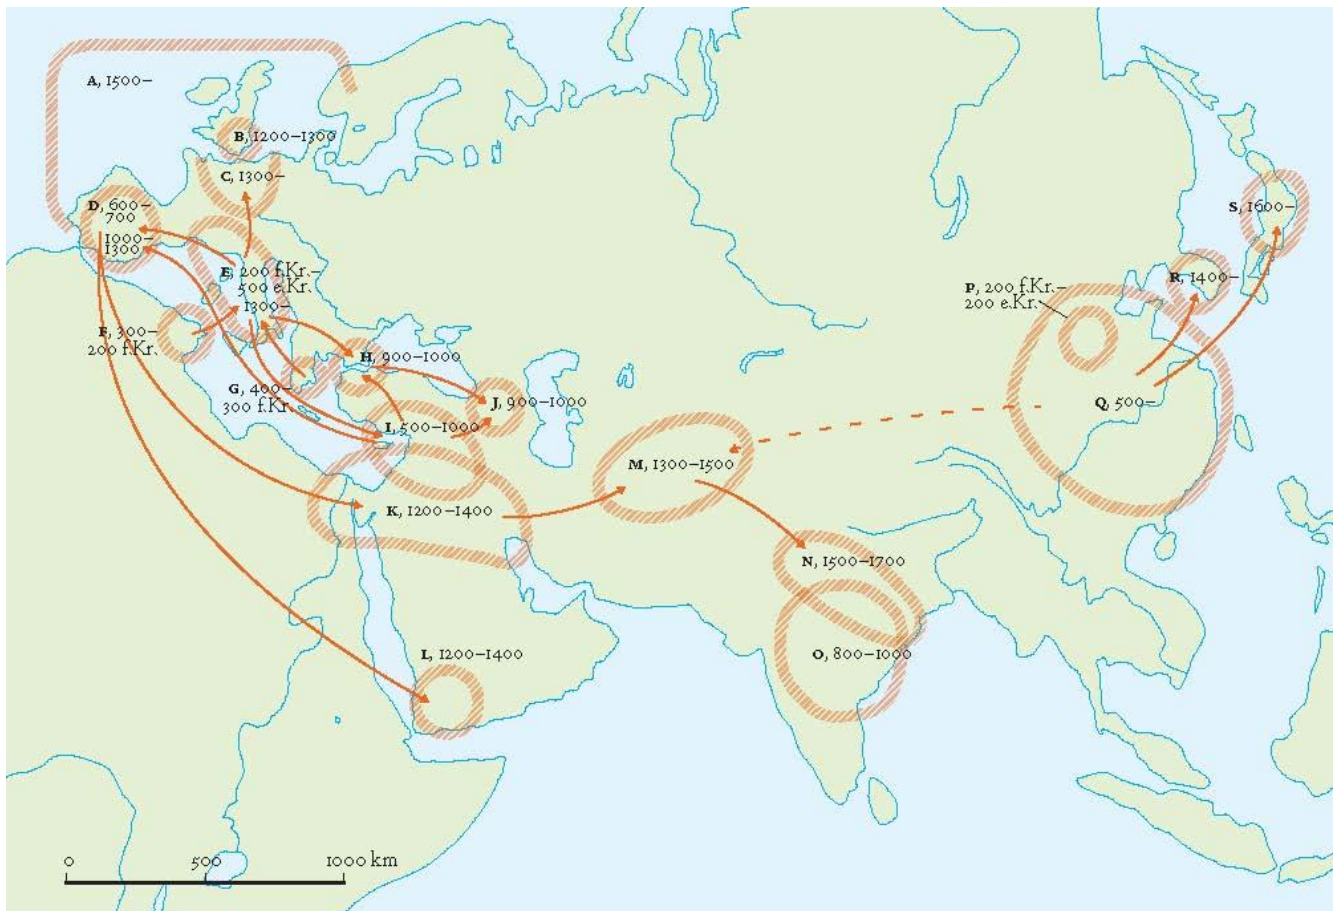 A, 1500–
B, 1200–1300
C, 1300–
D, 600–
700
1000–
1300
E, 200 f.Kr.–
500 e.Kr.
1300–
F, 300–
200 f.Kr.
G, 400–
300 f.Kr.
H, 900–1000
J, 900–1000
I, 500–1000
K, 1200–1400
L, 1200–1400
M, 1300–1500
N, 1500–1700
O, 800–1000
P, 200 f.Kr.–
200 e.Kr.
Q, 500–
R, 1400–
S, 1600–
0 500 1000 km